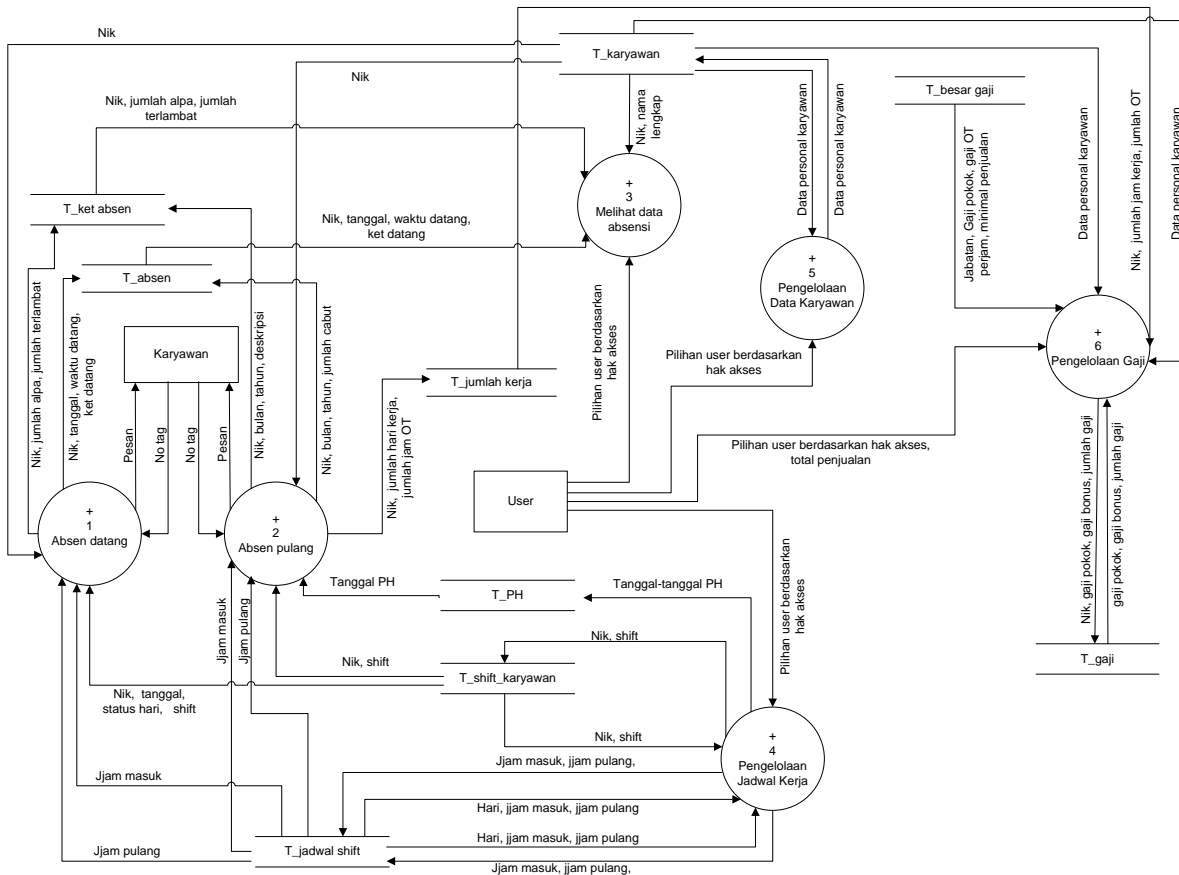 Nik
T_karyawan
Nik
T_besar gaji
Nik, jumlah alpa, jumlah
terlambat
Nik, nama
lengkap
Data personal karyawan
Data personal karyawan
Data personal karyawan
Nik, jumlah jam kerja, jumlah OT
Data personal karyawan
Jabatan, Gaji pokok, gaji OT
perjam, minimal penjualan
+
3
Melihat data
absensi
T_ket absen
Nik, tanggal, waktu datang,
ket datang
T_absen
+
5
Pengelolaan
Data Karyawan
Nik, jumlah alpa, jumlah terlambat
Nik, tanggal, waktu datang,
ket datang
Karyawan
Nik, bulan, tahun, deskripsi
Nik, bulan, tahun, jumlah cabut
T_jumlah kerja
Pilihan user berdasarkan
hak akses
Pilihan user berdasarkan
hak akses
+
6
Pengelolaan Gaji
Pesan
No tag
No tag
Pesan
Nik, jumlah hari kerja,
jumlah jam OT
Pilihan user berdasarkan hak akses,
total penjualan
User
+
1
Absen datang
+
2
Absen pulang
Nik, gaji pokok, gaji bonus, jumlah gaji
gaji pokok, gaji bonus, jumlah gaji
Tanggal PH
T_PH
Tanggal-tanggal PH
Pilihan user berdasarkan
hak akses
Jjam masuk
Jjam pulang
Nik, shift
Nik, shift
T_shift_karyawan
T_gaji
Nik, tanggal,
status hari, shift
Nik, shift
+
4
Pengelolaan
Jadwal Kerja
Jjam masuk, jjam pulang,
Jjam masuk
Hari, jjam masuk, jjam pulang
Hari, jjam masuk, jjam pulang
Jjam pulang
T_jadwal shift
Jjam masuk, jjam pulang,